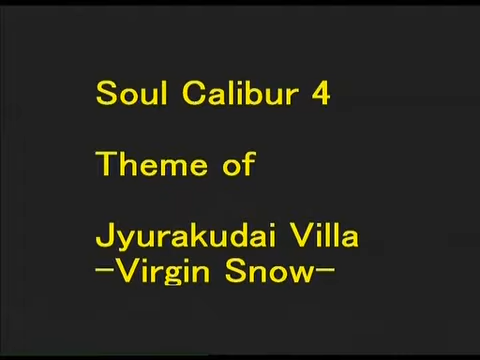 Soul Calibur 4
Theme of
Jyurakudai Villa
-Virgin Snow-